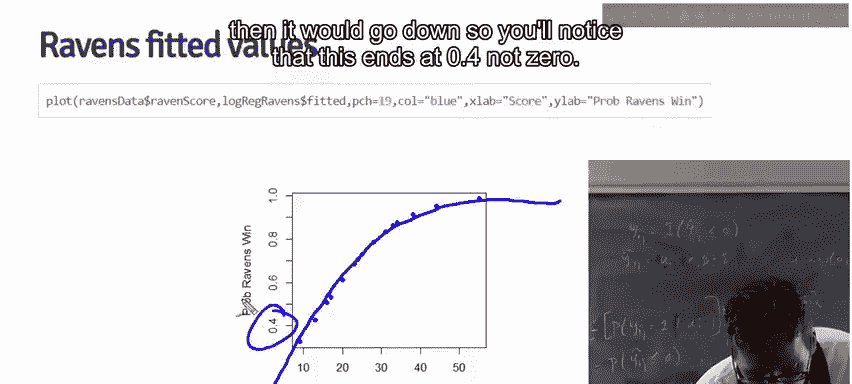 then it would go down so you'll notice
that this ends at 0.4 not zero.
Ravens fitted values
plot(ravensData$ravenScore,logRegRavens$fitted,pch=19,col="blue",xlab="Score",ylab="Prob Ravens Win")
Prob Ravens Win
1.0
0.8
0.6
0.4
10 20 30 40 50